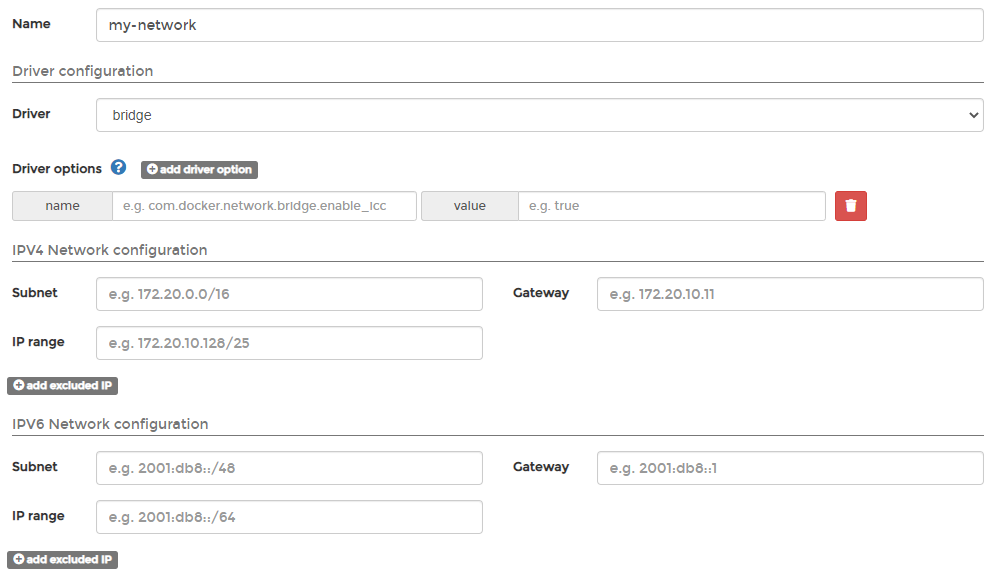 Name my-network
Driver configuration
Driver bridge
Driver options ? add driver option
name e.g. com.docker.network.bridge.enable_icc value e.g. true
IPV4 Network configuration
Subnet e.g. 172.20.0.0/16 Gateway e.g. 172.20.10.11
IP range e.g. 172.20.10.128/25
add excluded IP
IPV6 Network configuration
Subnet e.g. 2001:db8::/48 Gateway e.g. 2001:db8::1
IP range e.g. 2001:db8::/64
add excluded IP